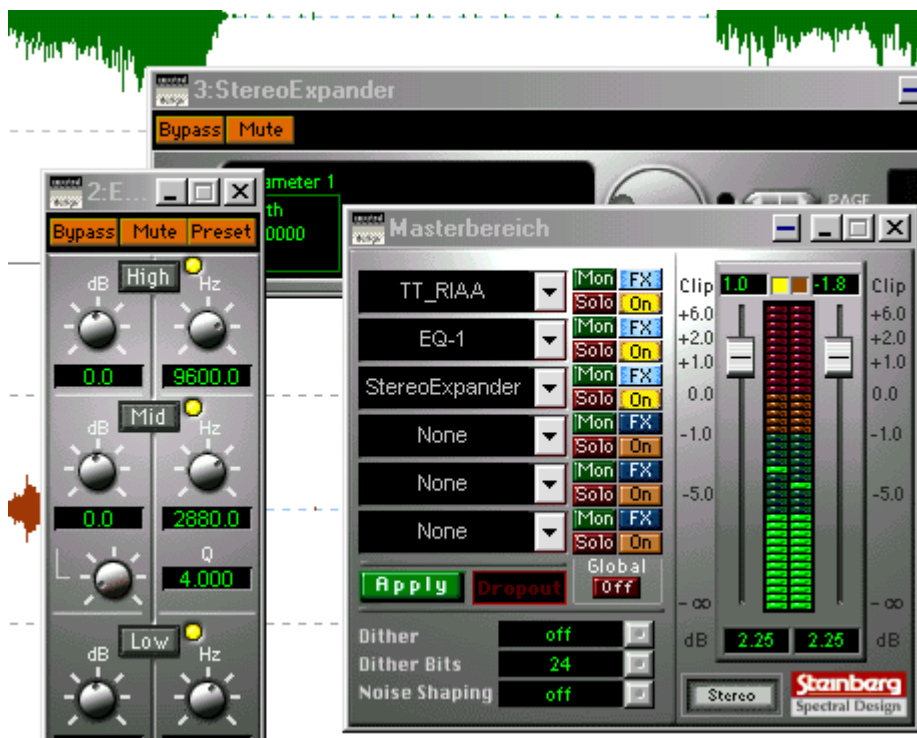 3:StereoExpander
Bypass Mute
ameter 1
th
0000
PAGE
2:E...
Bypass Mute Preset
High
dB Hz
0.0 9600.0
Mid
dB Hz
0.0 2880.0
Q
4.000
Low
dB Hz
Masterbereich
TT_RIAA
Mon FX
Solo On
EQ-1
Mon FX
Solo On
StereoExpander
Mon FX
Solo On
None
Mon FX
Solo On
None
Mon FX
Solo On
None
Mon FX
Solo On
Apply Dropout
Global
Off
Dither off
Dither Bits 24
Noise Shaping off
Clip 1.0 -1.8 Clip
+6.0 +6.0
+2.0 +2.0
+1.0 +1.0
0.0 0.0
-1.0 -1.0
-5.0 -5.0
-∞ -∞
dB 2.25 2.25 dB
Stereo
Steinberg
Spectral Design